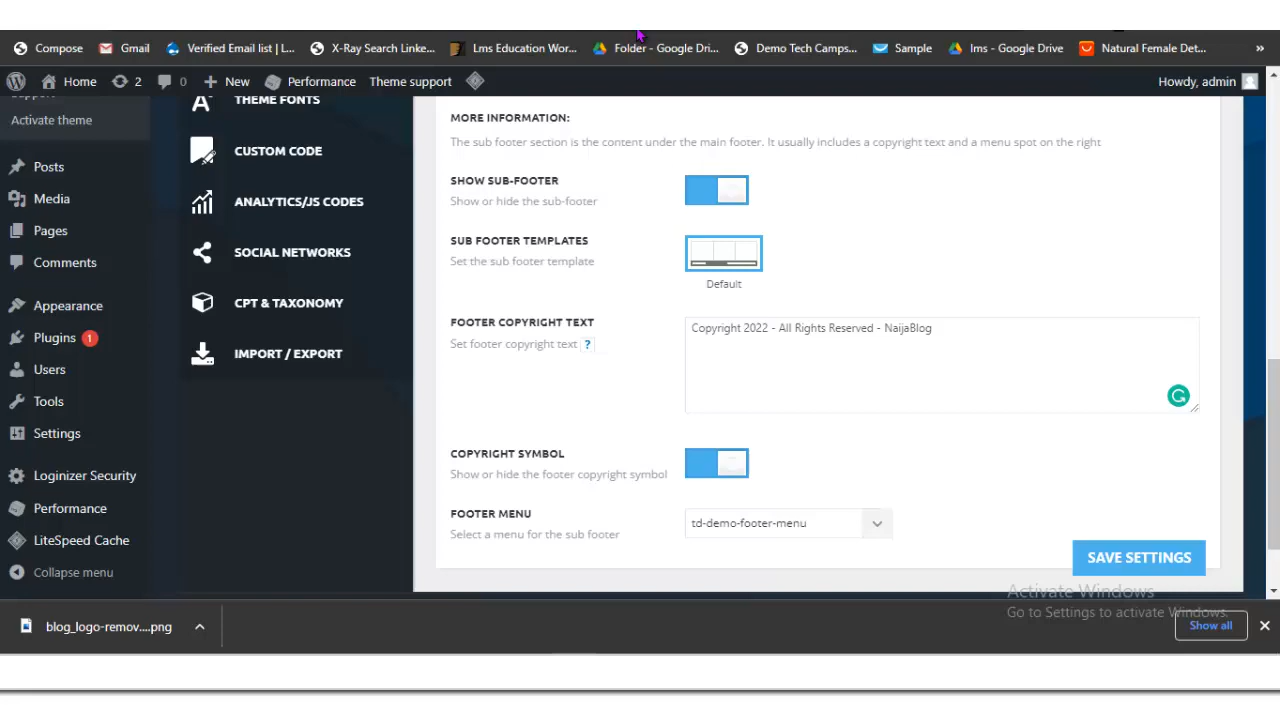 Compose Gmail Verified Email list | L... X-Ray Search Linke... Lms Education Wor... Folder - Google Dri... Demo Tech Camps... Sample lms - Google Drive Natural Female Det... »
Home 2 0 New Performance Theme support Howdy, admin
Activate theme
Posts
Media
Pages
Comments
Appearance
Plugins 1
Users
Tools
Settings
Loginizer Security
Performance
LiteSpeed Cache
Collapse menu
THEME FONTS
CUSTOM CODE
ANALYTICS/JS CODES
SOCIAL NETWORKS
CPT & TAXONOMY
IMPORT / EXPORT
MORE INFORMATION:
The sub footer section is the content under the main footer. It usually includes a copyright text and a menu spot on the right
SHOW SUB-FOOTER
Show or hide the sub-footer
SUB FOOTER TEMPLATES
Set the sub footer template
Default
FOOTER COPYRIGHT TEXT
Set footer copyright text ?
Copyright 2022 - All Rights Reserved - NaijaBlog
COPYRIGHT SYMBOL
Show or hide the footer copyright symbol
FOOTER MENU
Select a menu for the sub footer
td-demo-footer-menu
SAVE SETTINGS
Activate Windows
Go to Settings to activate Windows.
blog_logo-remov....png
Show all